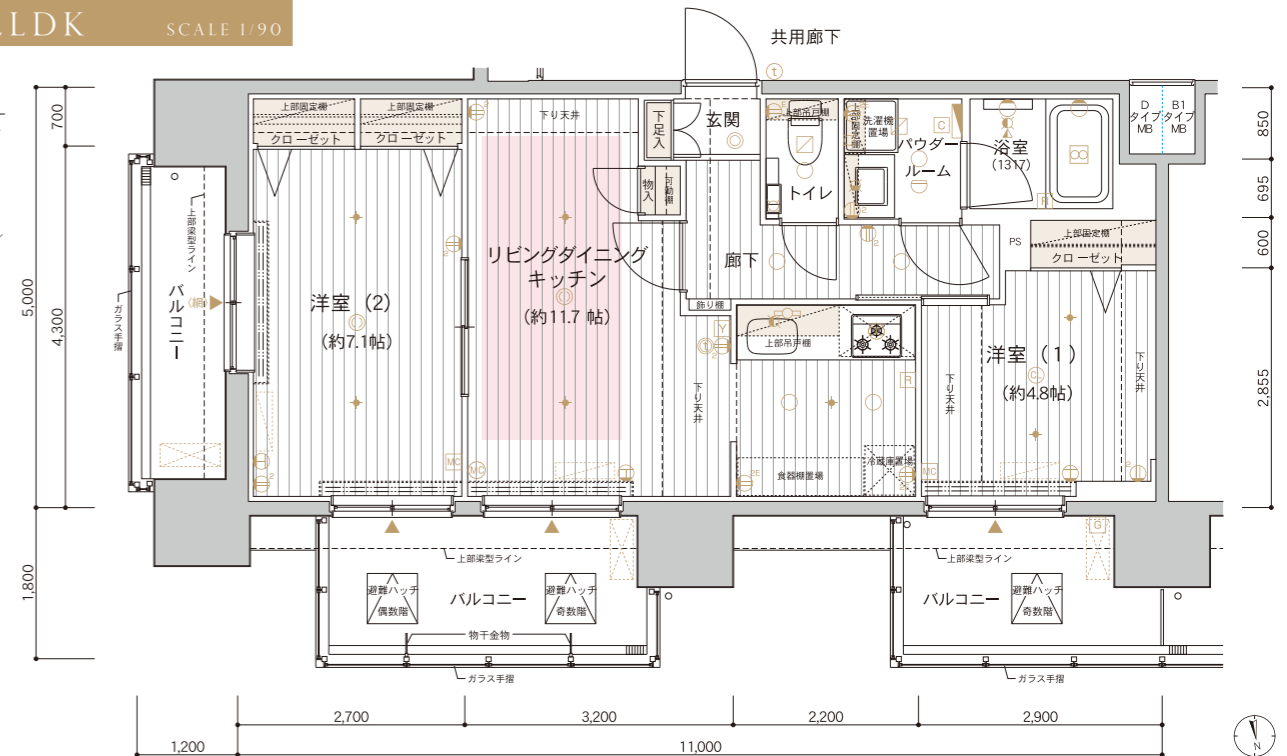 LDK
SCALE 1/90
共用廊下
上部固定棚
クローゼット
上部固定棚
クローゼット
下り天井
下足入
玄関
上部吊戸棚
トイレ
上部固定棚
洗濯機
置場
パウダー
ルーム
浴室
(1317)
D
タイプ
MB
B1
タイプ
MB
物入
可動棚
廊下
飾り棚
PS
上部固定棚
クローゼット
上部梁型ライン
バルコニー
ガラス手摺
洋室（2）
(約7.1帖)
リビングダイニング
キッチン
(約11.7 帖)
下り天井
上部吊戸棚
食器棚置場
冷蔵庫置場
下り天井
洋室（1）
(約4.8帖)
下り天井
MC
MC
MC
Y
R
C
G
CL
2E
上部梁型ライン
避難ハッチ
偶数階
バルコニー
避難ハッチ
奇数階
物干金物
ガラス手摺
上部梁型ライン
バルコニー
避難ハッチ
奇数階
ガラス手摺
700
5,000
4,300
1,800
850
695
600
2,855
2,700
3,200
2,200
2,900
1,200
11,000
N